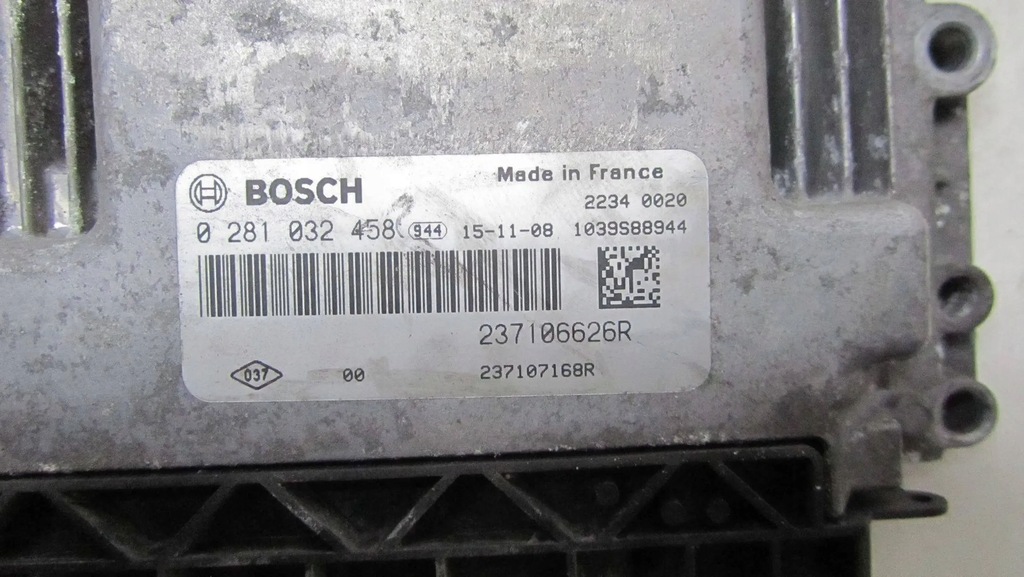 BOSCH
Made in France
2234 0020
0 281 032 458 944 15-11-08 1039S88944
237106626R
037 00 237107168R